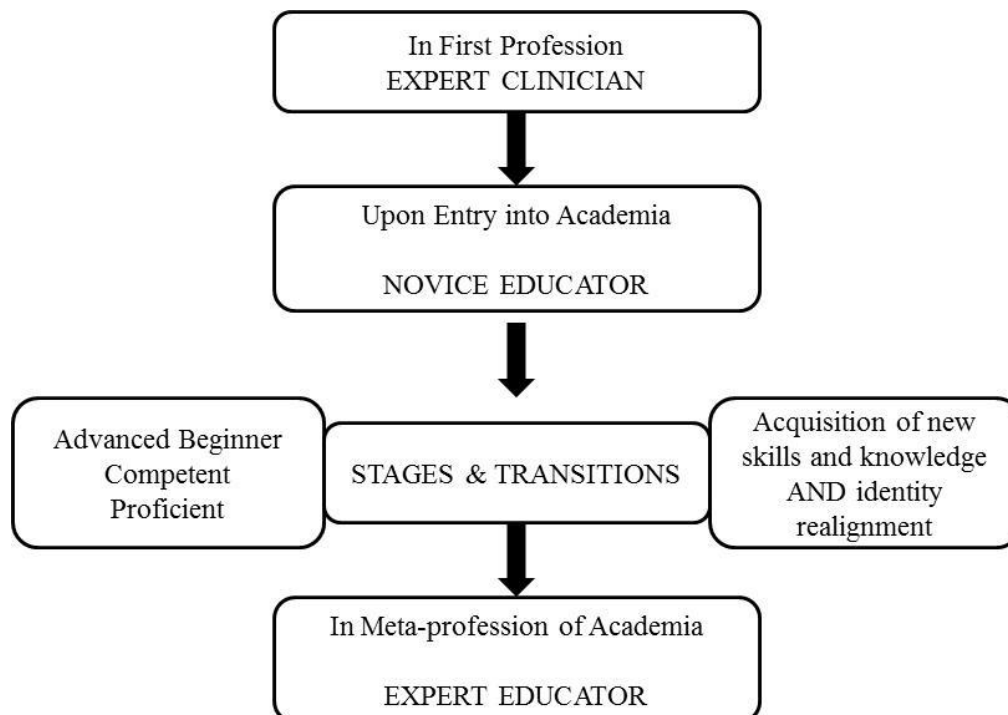 In First Profession
EXPERT CLINICIAN
Upon Entry into Academia
NOVICE EDUCATOR
Advanced Beginner
Competent
Proficient
STAGES & TRANSITIONS
Acquisition of new
skills and knowledge
AND identity
realignment
In Meta-profession of Academia
EXPERT EDUCATOR